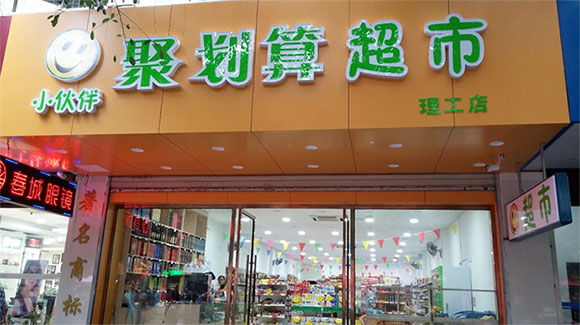 聚划算超市
小伙伴
理工店
春城眼镜
著名商标
超市